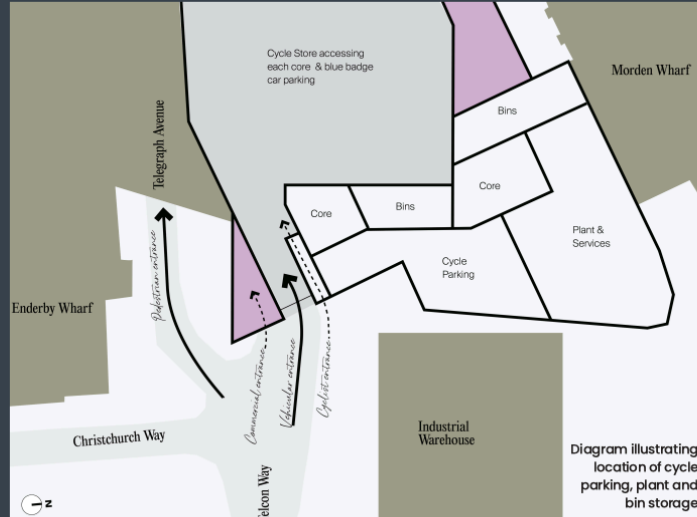 Cycle Store accessing
each core & blue badge
car parking
Morden Wharf
Bins
Telegraph Avenue
Core
Core
Bins
Plant &
Services
Cycle
Parking
Pedestrian entrance
Enderby Wharf
Commercial entrance
Vehicular entrance
Cyclist entrance
Christchurch Way
Industrial
Warehouse
Way
Diagram illustrating
location of cycle
parking, plant and
bin storage
N